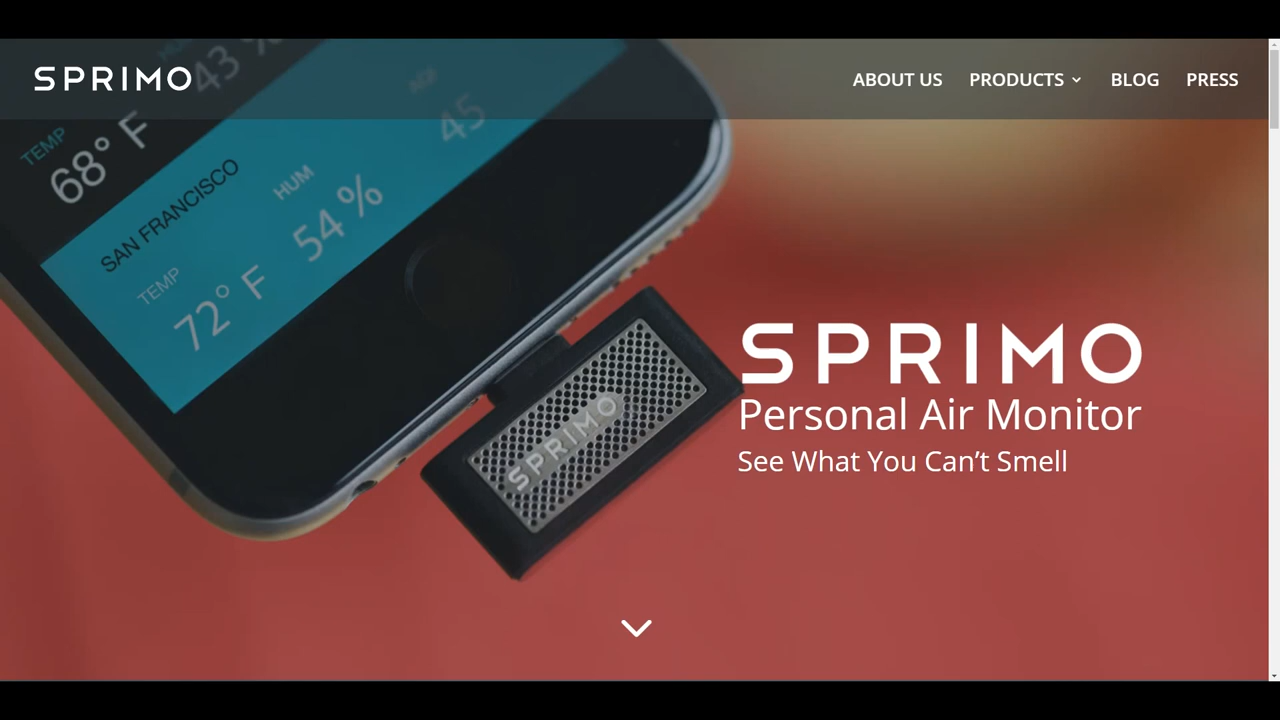 SPRIMO
ABOUT US PRODUCTS BLOG PRESS
43 %
45
TEMP
68° F
SAN FRANCISCO
HUM
54 %
TEMP
72° F
SPRIMO
SPRIMO
Personal Air Monitor
See What You Can’t Smell